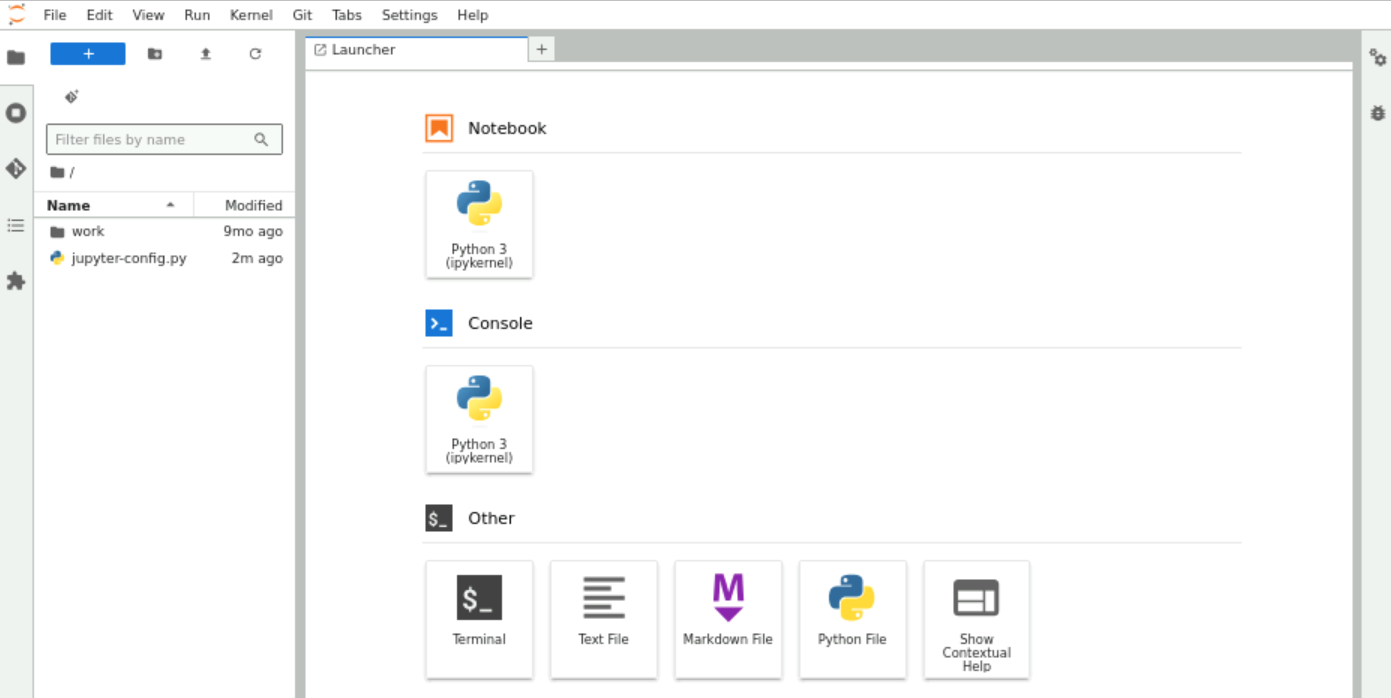 File Edit View Run Kernel Git Tabs Settings Help
+
Launcher +
Filter files by name
/
Name Modified
work 9mo ago
jupyter-config.py 2m ago
Notebook
Python 3
(ipykernel)
Console
Python 3
(ipykernel)
$_ Other
$_
Terminal
Text File
M
Markdown File
Python File
Show
Contextual
Help